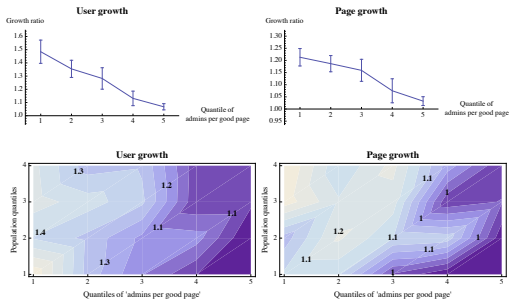 User growth
Growth ratio
1.6
1.5
1.4
1.3
1.2
1.1
1.0
1 2 3 4 5
Quantile of
admins per good page
Page growth
Growth ratio
1.30
1.25
1.20
1.15
1.10
1.05
1.00
0.95
1 2 3 4 5
Quantile of
admins per good page
User growth
Population quantiles
4
3
2
1
1.3
1.2
1.1
1.4
1.1
1.3
1 2 3 4 5
Quantiles of 'admins per good page'
Page growth
Population quantiles
4
3
2
1
1.1
1
1
1.2
1.1
1
1.1
1.1
1
1 2 3 4 5
Quantiles of 'admins per good page'